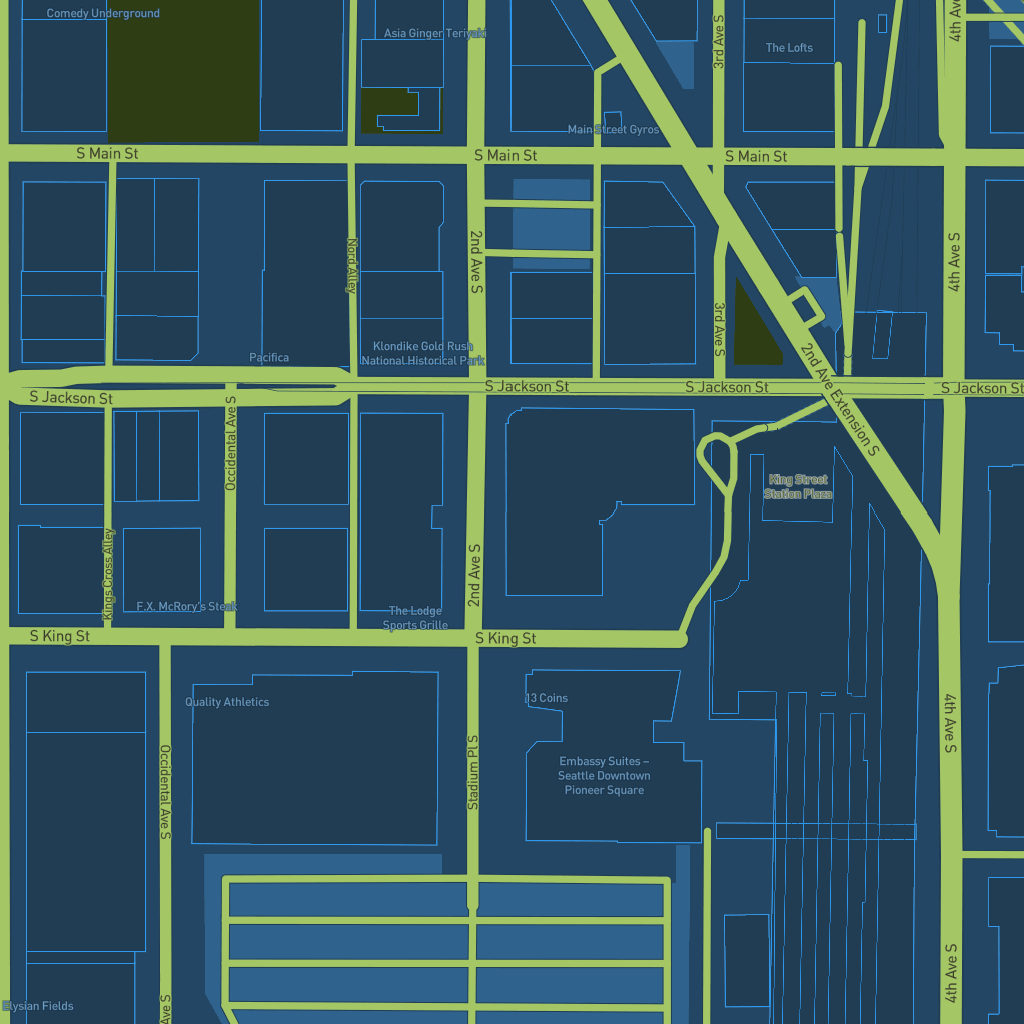 Comedy Underground
Asia Ginger Teriyaki
3rd Ave S
The Lofts
4th Ave
Main Street Gyros
S Main St
S Main St
S Main St
Nord Alley
2nd Ave S
4th Ave S
3rd Ave S
Klondike Gold Rush
National Historical Park
Pacifica
S Jackson St
S Jackson St
S Jackson St
S Jackson St
2nd Ave Extension S
Occidental Ave S
King Street
Station Plaza
Kings Cross Alley
2nd Ave S
F.X. McRory's Steak
The Lodge
Sports Grille
S King St
S King St
Quality Athletics
13 Coins
4th Ave S
Occidental Ave S
Stadium Pl S
Embassy Suites –
Seattle Downtown
Pioneer Square
4th Ave S
Elysian Fields
Ave S